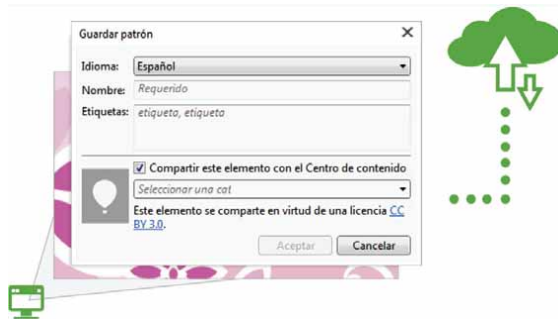 Guardar patrón
Idioma: Español
Nombre: Requerido
Etiquetas: etiqueta, etiqueta
Compartir este elemento con el Centro de contenido
Seleccionar una cat
Este elemento se comparte en virtud de una licencia CC
BY 3.0.
Aceptar Cancelar